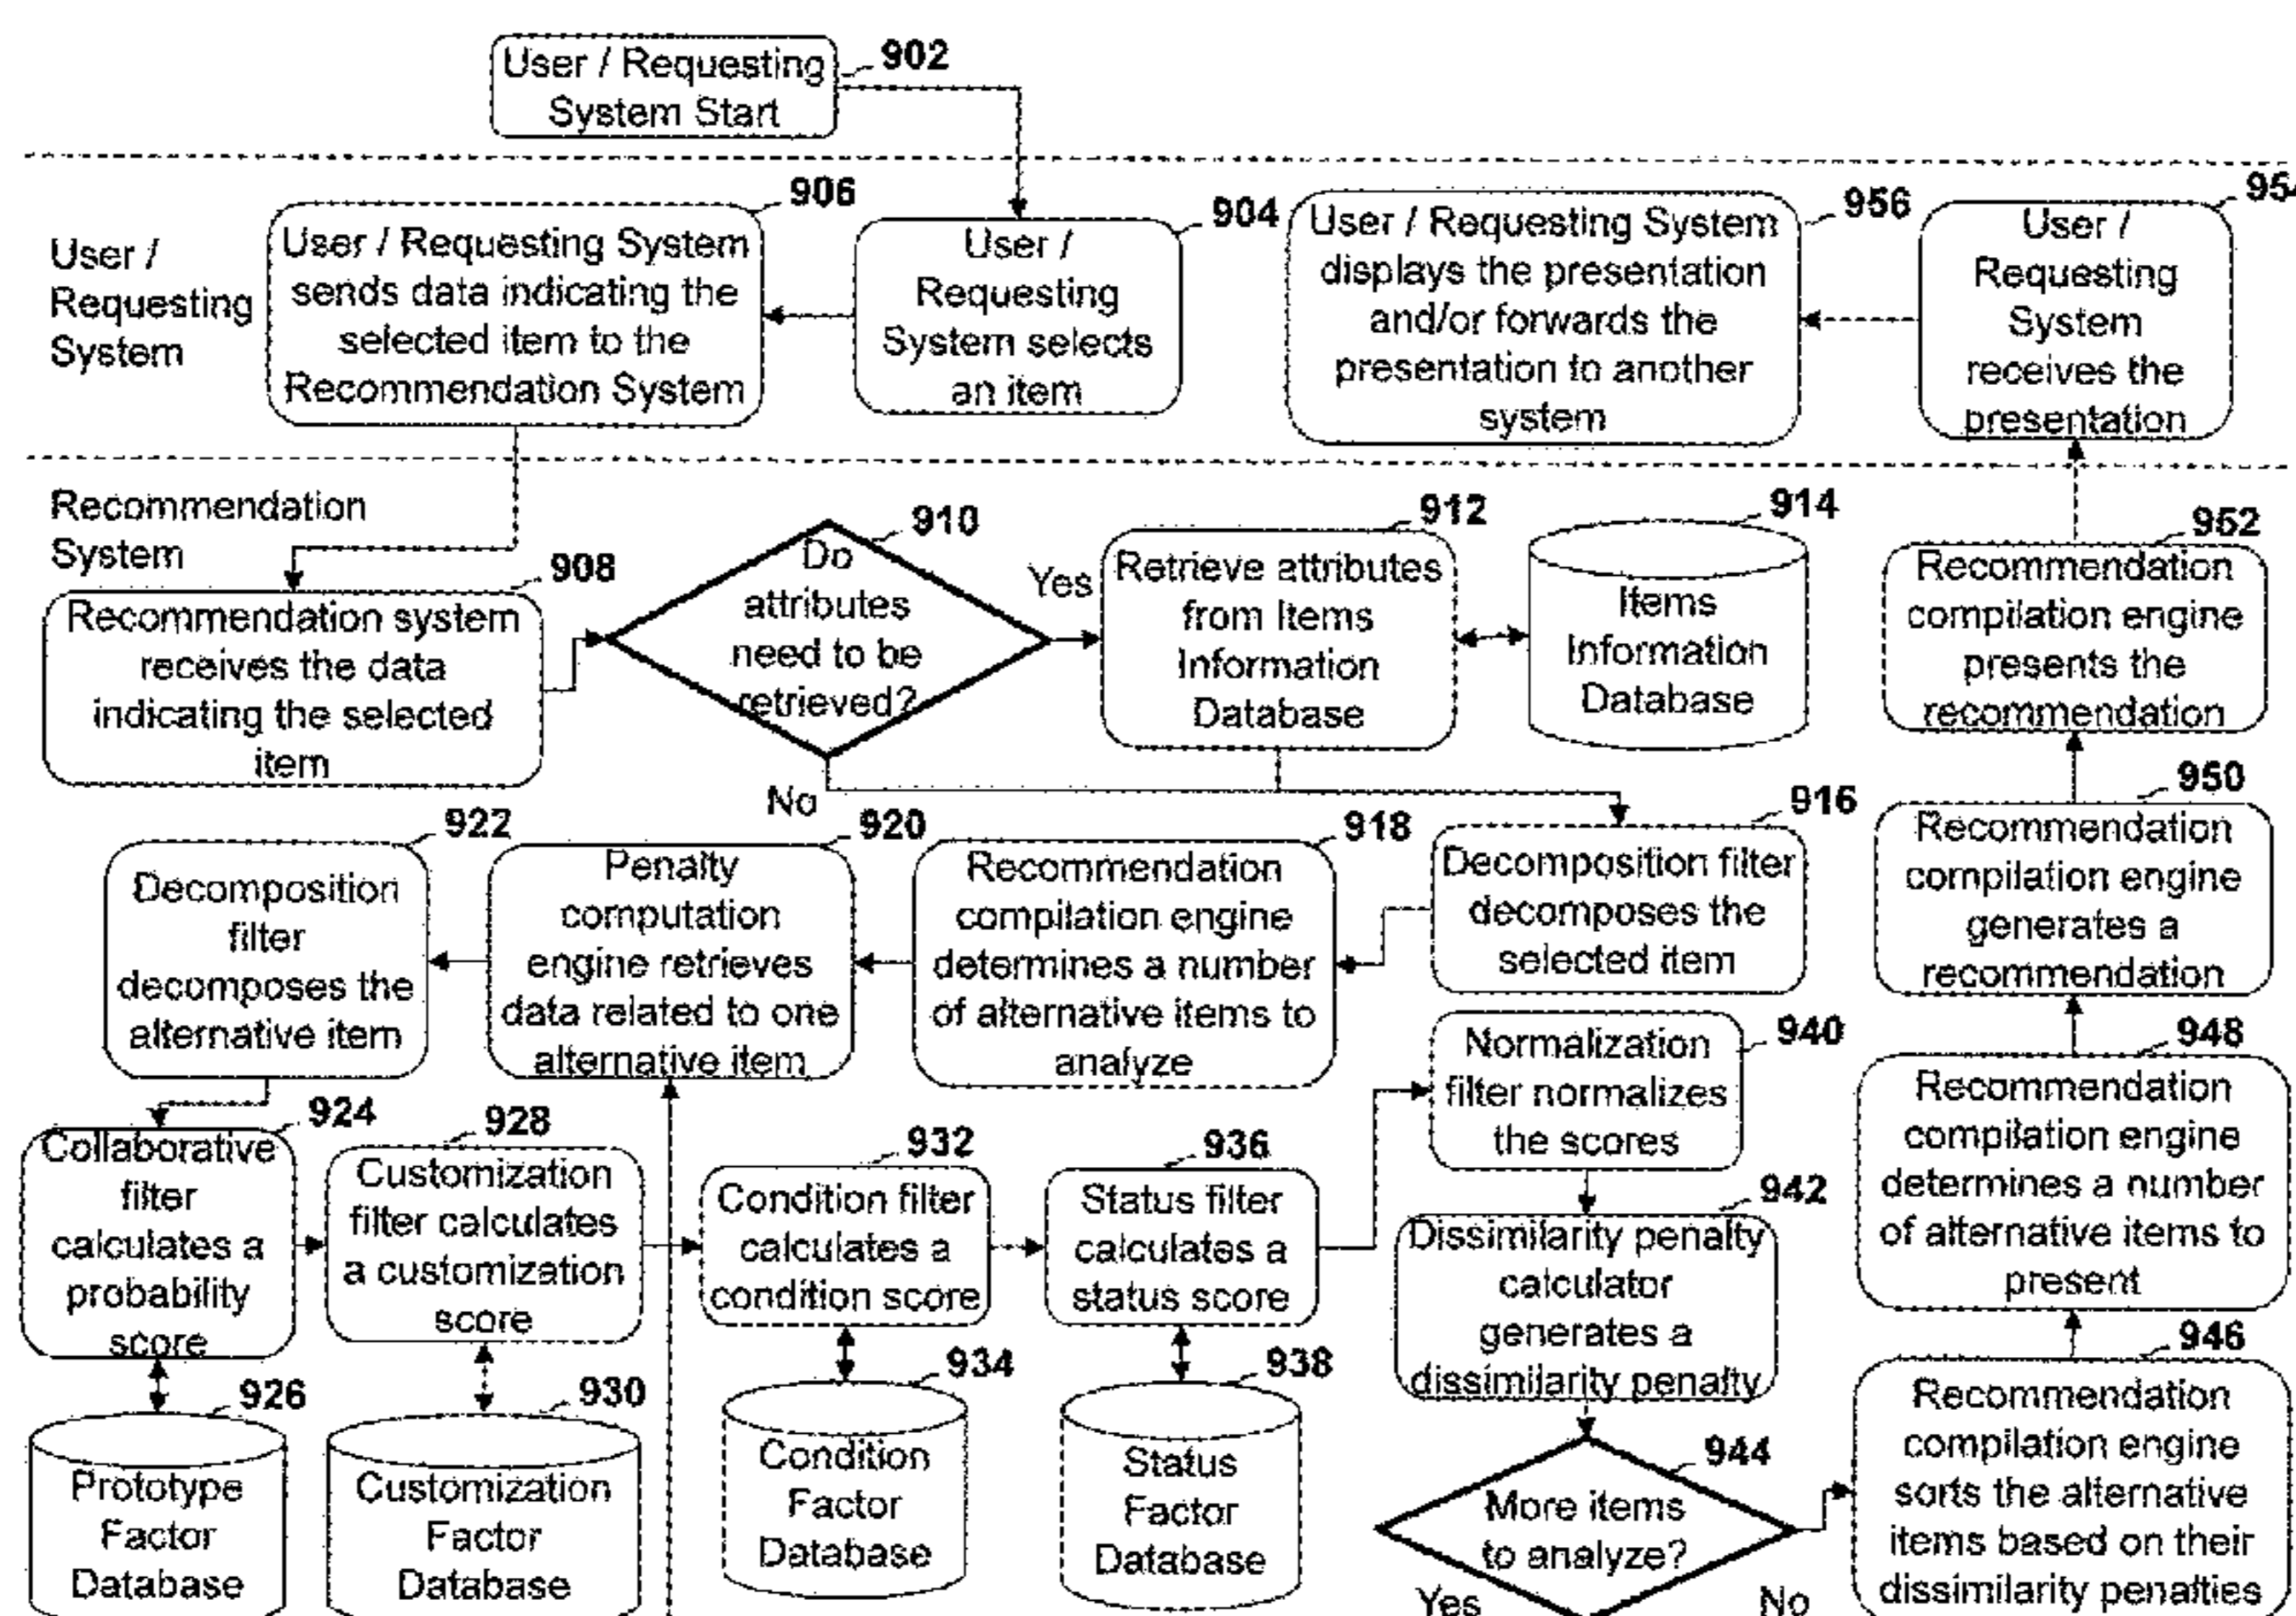 User / Requesting
System Start
902
User /
Requesting
System
906
User / Requesting System
sends data indicating the
selected item to the
Recommendation System
904
User /
Requesting
System selects
an item
956
User / Requesting System
displays the presentation
and/or forwards the
presentation to another
system
954
User /
Requesting
System
receives the
presentation
Recommendation
System
908
Recommendation system
receives the data
indicating the selected
item
910
Do
attributes
need to be
retrieved?
Yes
No
912
Retrieve attributes
from Items
Information
Database
914
Items
Information
Database
916
Decomposition filter
decomposes the
selected item
918
Recommendation
compilation engine
determines a number
of alternative items to
analyze
920
Penalty
computation
engine retrieves
data related to one
alternative item
922
Decomposition
filter
decomposes the
alternative item
924
Collaborative
filter
calculates a
probability
score
926
Prototype
Factor
Database
928
Customization
filter calculates
a customization
score
930
Customization
Factor
Database
932
Condition filter
calculates a
condition score
934
Condition
Factor
Database
936
Status filter
calculates a
status score
938
Status
Factor
Database
940
Normalization
filter normalizes
the scores
942
Dissimilarity penalty
calculator
generates a
dissimilarity penalty
944
More items
to analyze?
Yes
No
946
Recommendation
compilation engine
sorts the alternative
items based on their
dissimilarity penalties
948
Recommendation
compilation engine
determines a number
of alternative items to
present
950
Recommendation
compilation engine
generates a
recommendation
952
Recommendation
compilation engine
presents the
recommendation